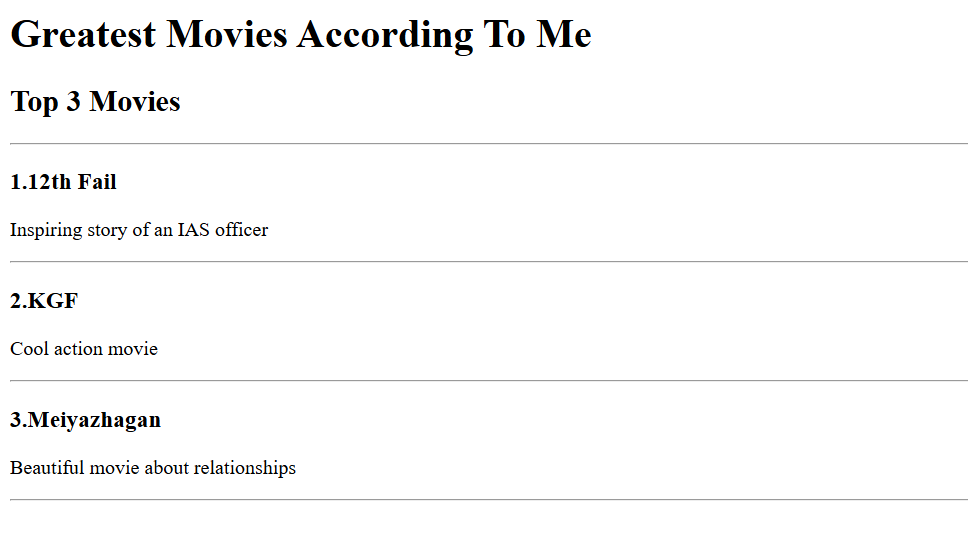 Greatest Movies According To Me
Top 3 Movies
1.12th Fail
Inspiring story of an IAS officer
2.KGF
Cool action movie
3.Meiyazhagan
Beautiful movie about relationships